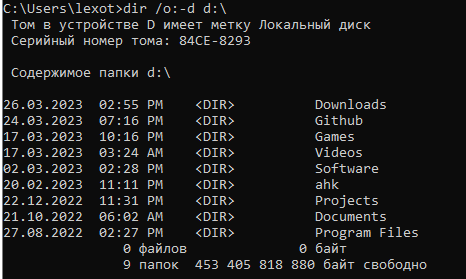 C:\Users\lexot>dir /o:-d d:\
Том в устройстве D имеет метку Локальный диск
Серийный номер тома: 84CE-8293
Содержимое папки d:\
26.03.2023  02:55 PM    <DIR>          Downloads
24.03.2023  07:16 PM    <DIR>          Github
17.03.2023  10:16 PM    <DIR>          Games
17.03.2023  03:24 AM    <DIR>          Videos
02.03.2023  02:28 PM    <DIR>          Software
20.02.2023  11:11 PM    <DIR>          ahk
22.12.2022  11:31 PM    <DIR>          Projects
21.10.2022  06:02 AM    <DIR>          Documents
27.08.2022  02:27 PM    <DIR>          Program Files
0 файлов              0 байт
9 папок  453 405 818 880 байт свободно